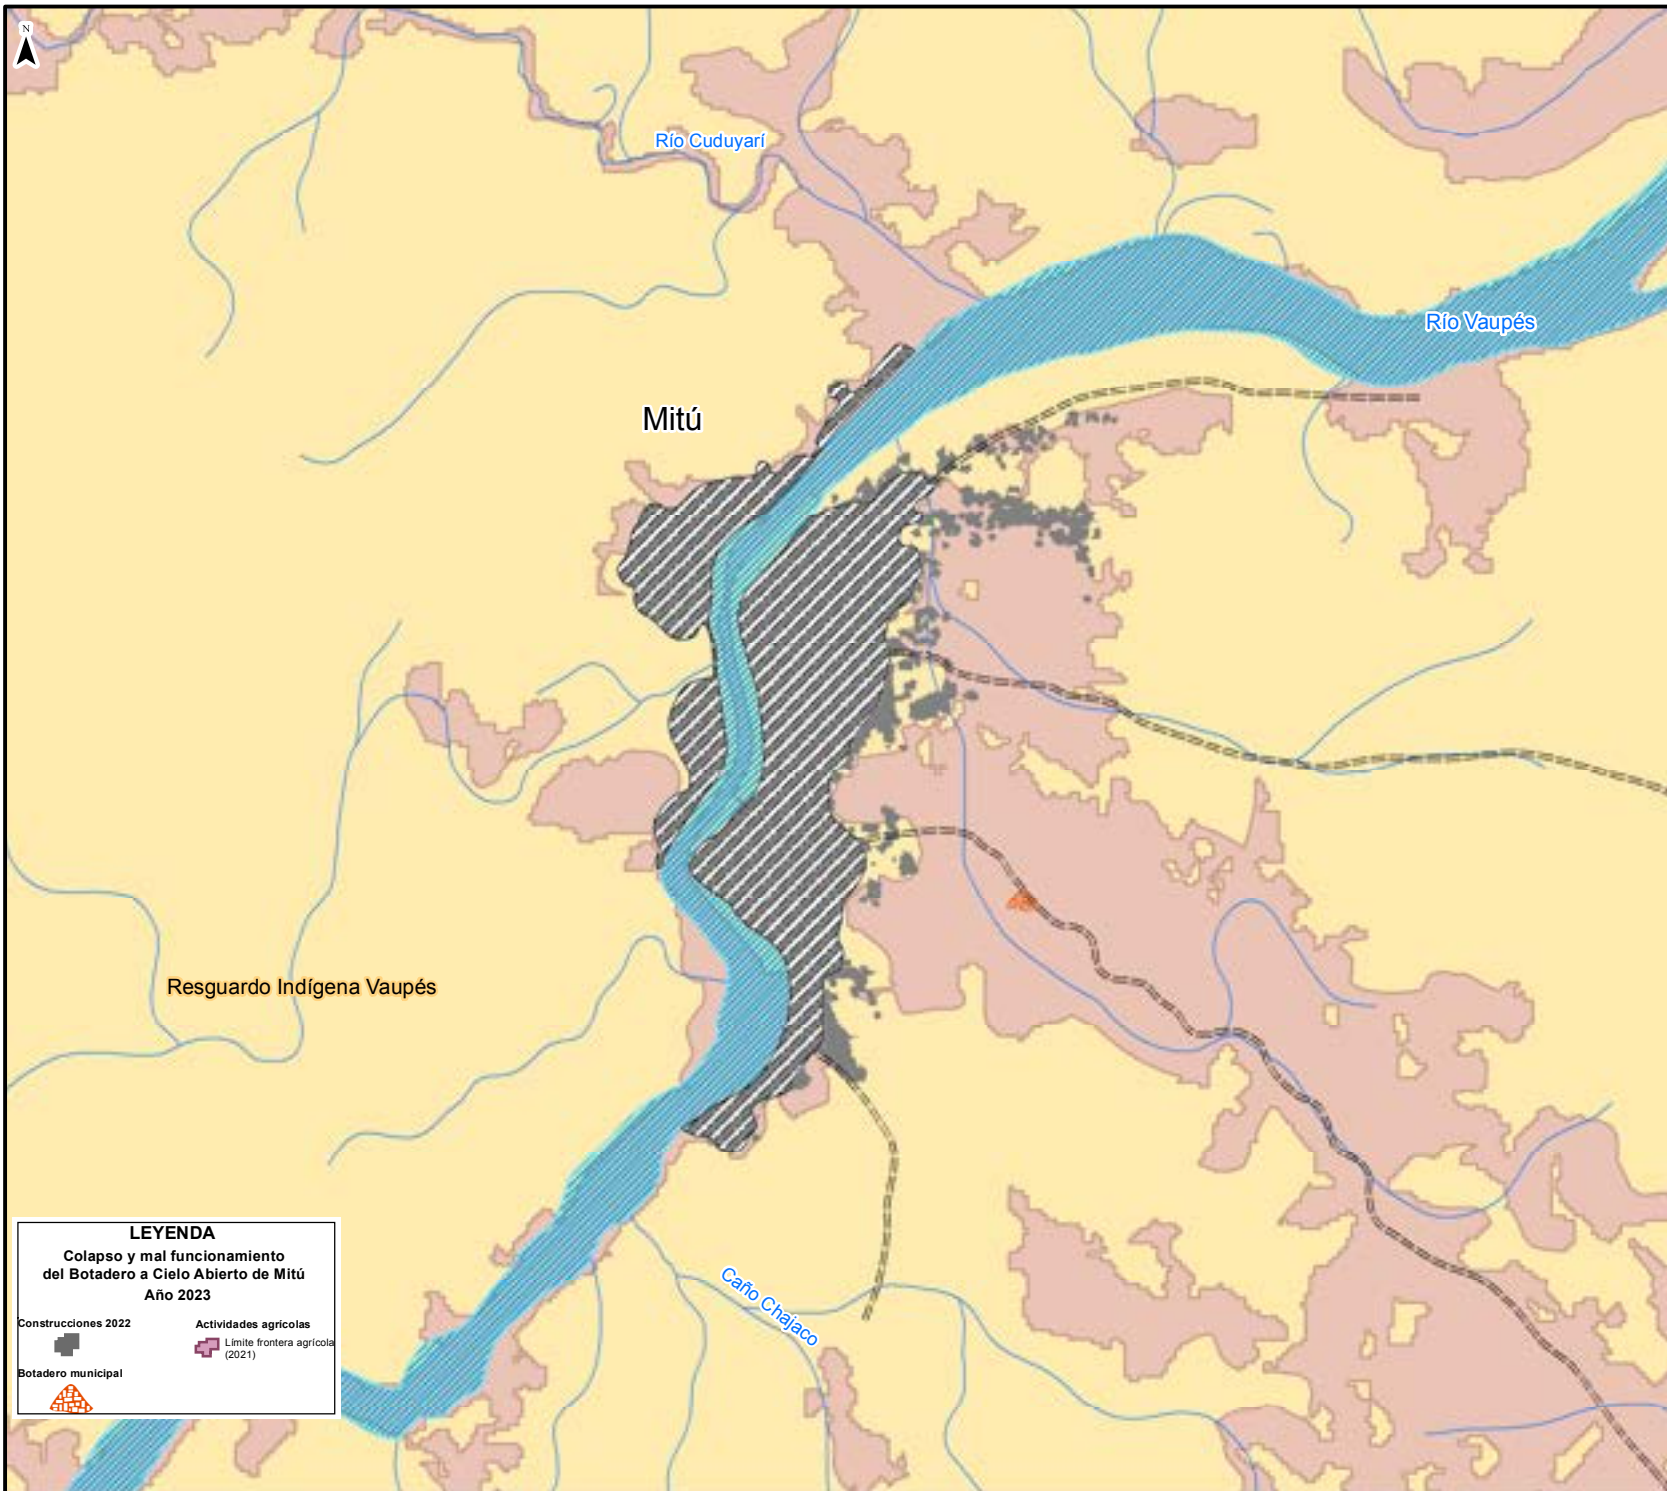 N
Río Cuduyarí
Río Vaupés
Mitú
Resguardo Indígena Vaupés
Caño Chajaco
LEYENDA
Colapso y mal funcionamiento
del Botadero a Cielo Abierto de Mitú
Año 2023
Construcciones 2022
Actividades agrícolas
Límite frontera agrícola
(2021)
Botadero municipal